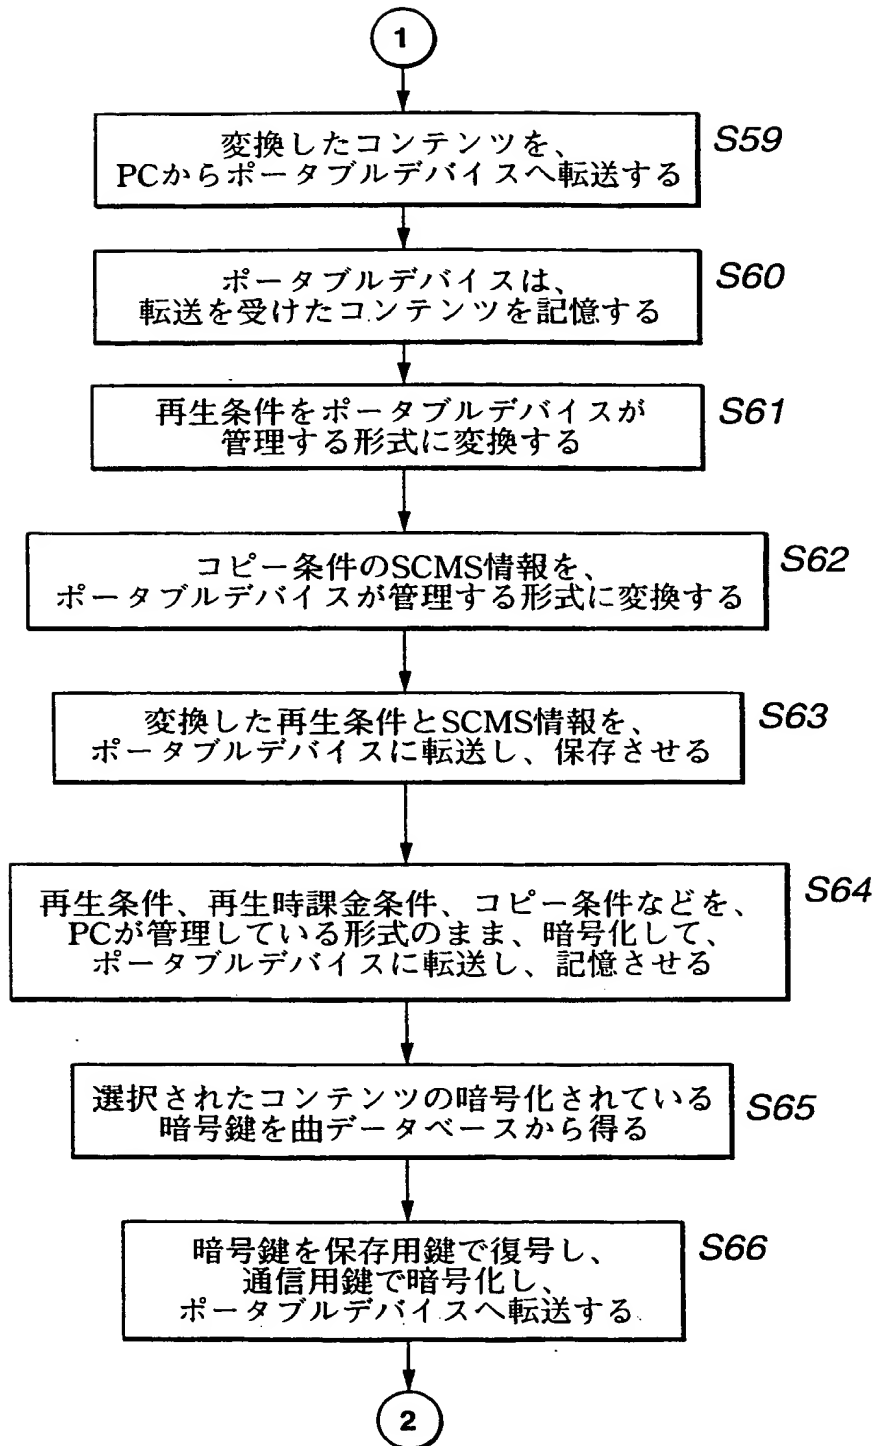 1
変換したコンテンツを、
PCからポータブルデバイスへ転送する
S59
ポータブルデバイスは、
転送を受けたコンテンツを記憶する
S60
再生条件をポータブルデバイスが
管理する形式に変換する
S61
コピー条件のSCMS情報を、
ポータブルデバイスが管理する形式に変換する
S62
変換した再生条件とSCMS情報を、
ポータブルデバイスに転送し、保存させる
S63
再生条件、再生時課金条件、コピー条件などを、
PCが管理している形式のまま、暗号化して、
ポータブルデバイスに転送し、記憶させる
S64
選択されたコンテンツの暗号化されている
暗号鍵を曲データベースから得る
S65
暗号鍵を保存用鍵で復号し、
通信用鍵で暗号化し、
ポータブルデバイスへ転送する
S66
2